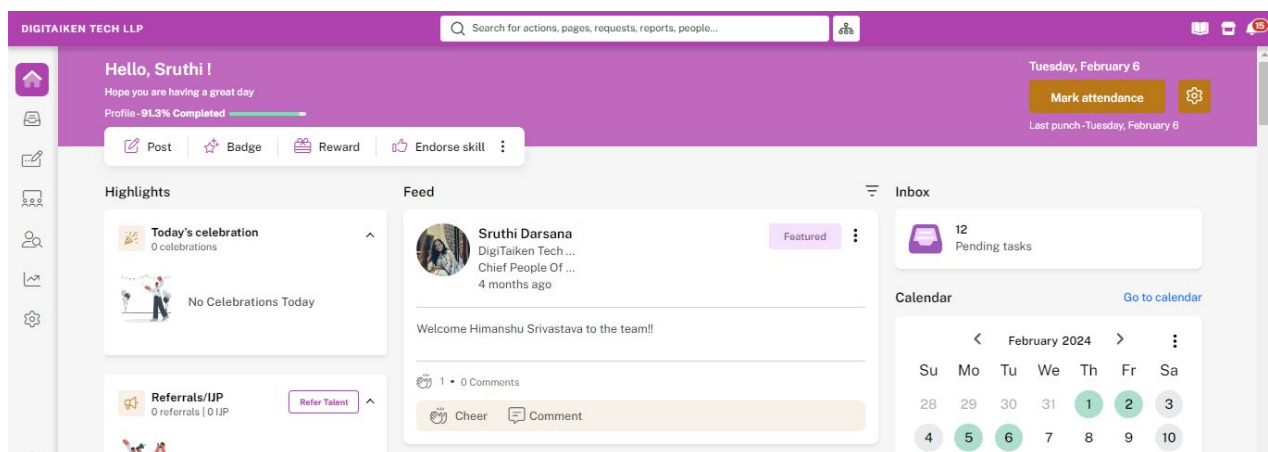 DIGITAIKEN TECH LLP
Search for actions, pages, requests, reports, people...
15
Hello, Sruthi !
Hope you are having a great day
Profile - 91.3% Completed
Tuesday, February 6
Mark attendance
Last punch -Tuesday, February 6
Post
Badge
Reward
Endorse skill
Highlights
Today's celebration
0 celebrations
No Celebrations Today
Referrals/IJP
0 referrals | 0 IJP
Refer Talent
Feed
Sruthi Darsana
DigiTaiken Tech ...
Chief People Of ...
4 months ago
Featured
Welcome Himanshu Srivastava to the team!!
1 • 0 Comments
Cheer
Comment
Inbox
12
Pending tasks
Calendar
Go to calendar
February 2024
Su Mo Tu We Th Fr Sa
28 29 30 31 1 2 3
4 5 6 7 8 9 10